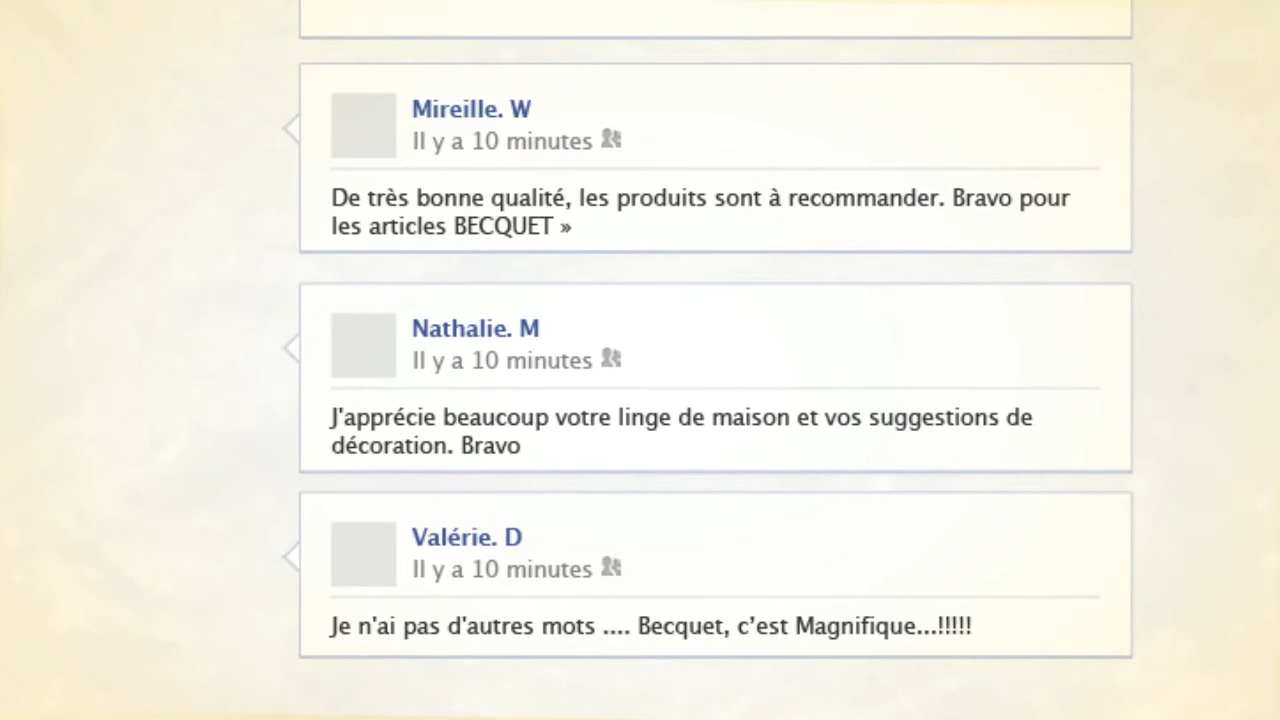 Mireille. W
Il y a 10 minutes
De très bonne qualité, les produits sont à recommander. Bravo pour
les articles BECQUET »
Nathalie. M
Il y a 10 minutes
J'apprécie beaucoup votre linge de maison et vos suggestions de
décoration. Bravo
Valérie. D
Il y a 10 minutes
Je n'ai pas d'autres mots .... Becquet, c’est Magnifique...!!!!!